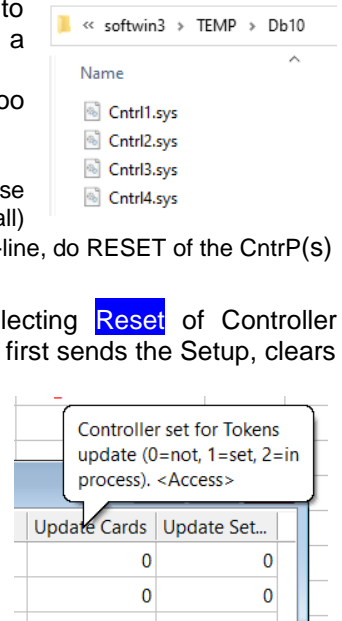 to
a
oo
se
all)
« softwin3 > TEMP > Db10
Name
Cntrl1.sys
Cntrl2.sys
Cntrl3.sys
Cntrl4.sys
-line, do RESET of the CntrP(s)
lecting Reset of Controller
first sends the Setup, clears
Controller set for Tokens
update (0=not, 1=set, 2=in
process). <Access>
Update Cards Update Set...
0 0
0 0